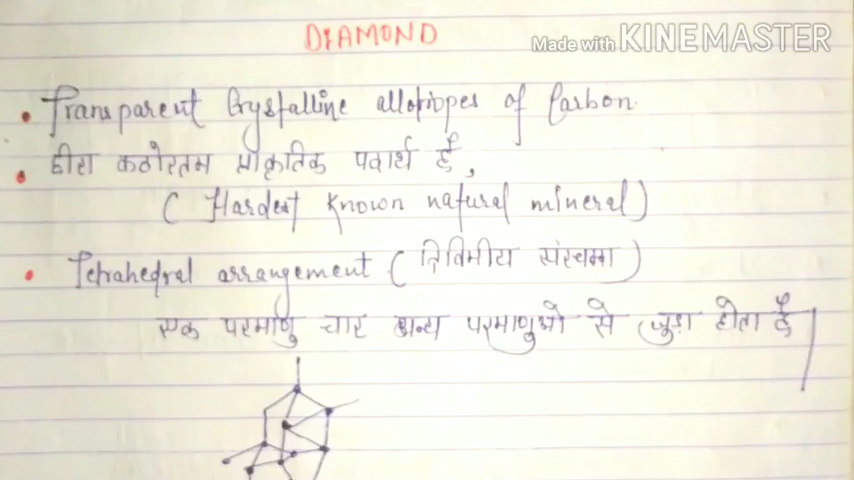 DIAMOND
Made with KINEMASTER
• Transparent Crystalline allotropes of Carbon.
• हीरा कठोरतम प्राकृतिक पदार्थ है,
( Hardest known natural mineral)
• Tetrahedral arrangement ( त्रिविमीय संरचना )
एक परमाणु चार अन्य परमाणुओ से जुड़ा होता है|